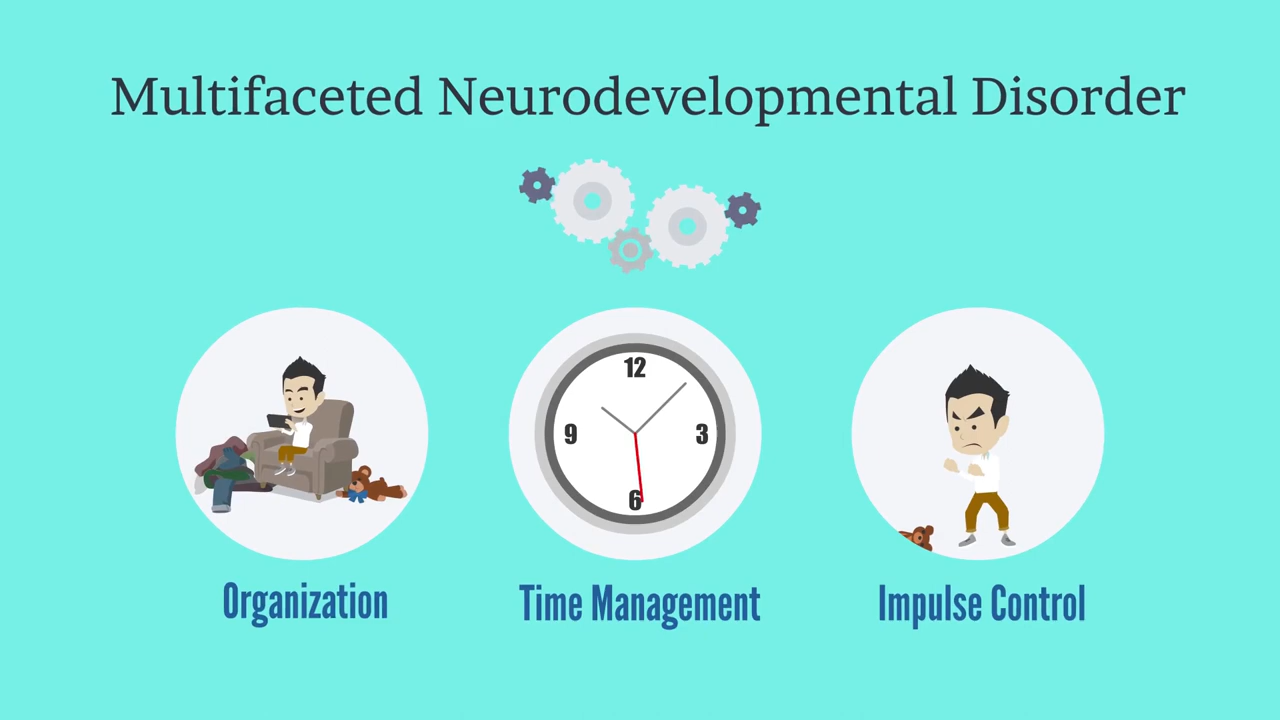 Multifaceted Neurodevelopmental Disorder
12
9
3
6
Organization
Time Management
Impulse Control